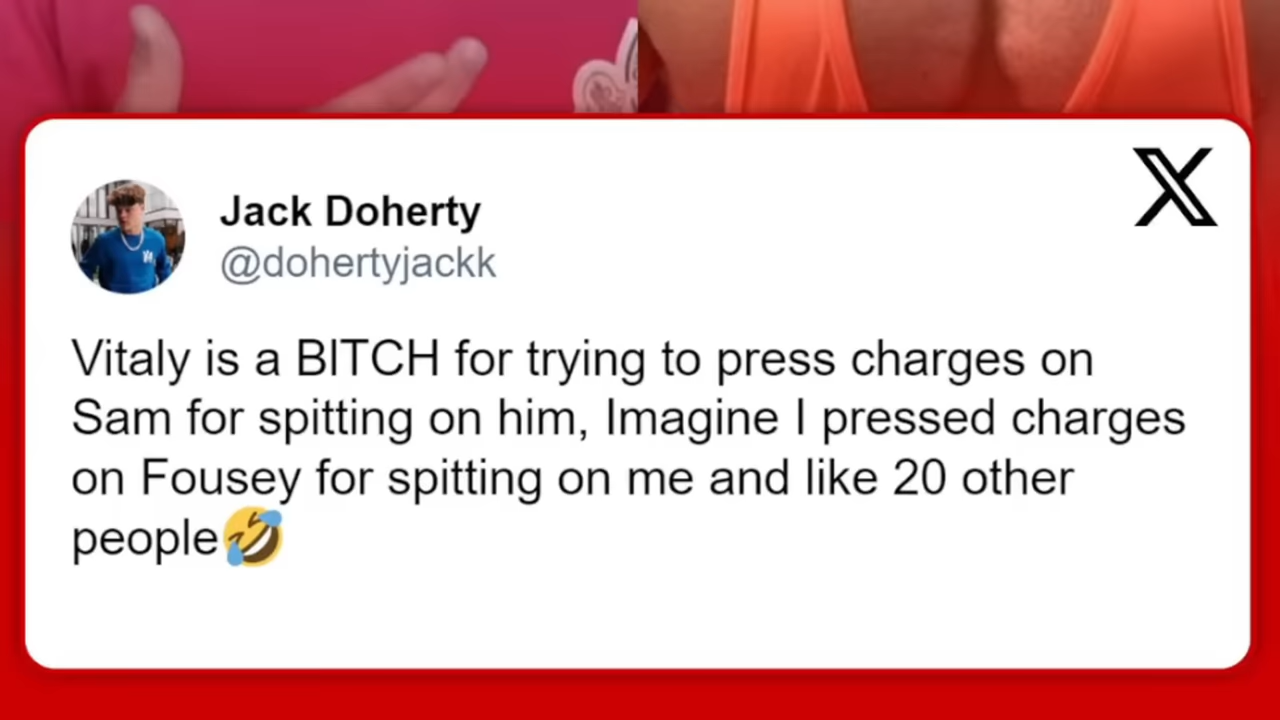 Jack Doherty
@dohertyjackk
Vitaly is a BITCH for trying to press charges on
Sam for spitting on him, Imagine I pressed charges
on Fousey for spitting on me and like 20 other
people🤣